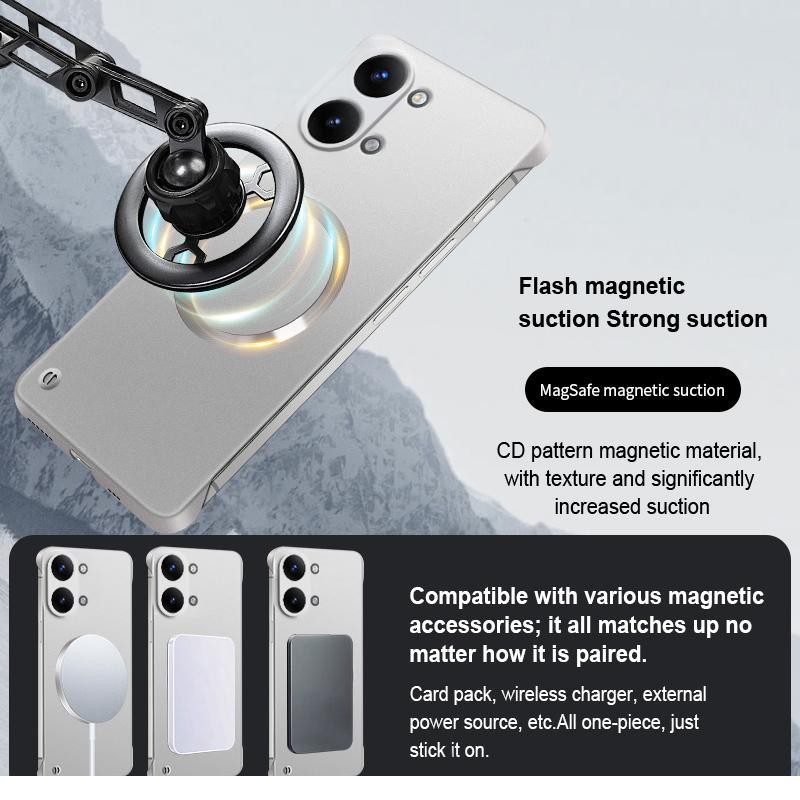 Flash magnetic
suction Strong suction
MagSafe magnetic suction
CD pattern magnetic material,
with texture and significantly
increased suction
Compatible with various magnetic
accessories; it all matches up no
matter how it is paired.
Card pack, wireless charger, external
power source, etc.All one-piece, just
stick it on.